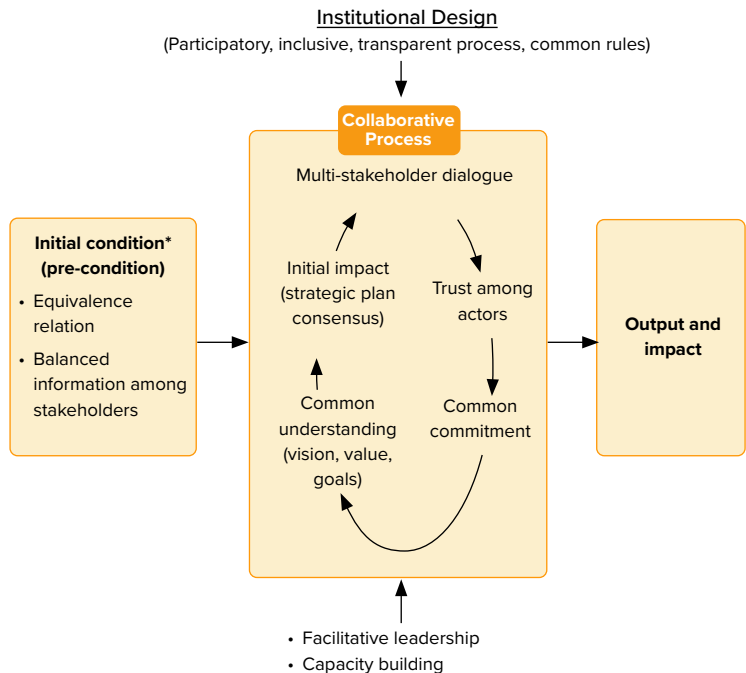 Institutional Design
(Participatory, inclusive, transparent process, common rules)
Collaborative
Process
Multi-stakeholder dialogue
Initial condition*
(pre-condition)
• Equivalence
relation
• Balanced
information among
stakeholders
Initial impact
(strategic plan
consensus)
Trust among
actors
Common
understanding
(vision, value,
goals)
Common
commitment
Output and
impact
• Facilitative leadership
• Capacity building